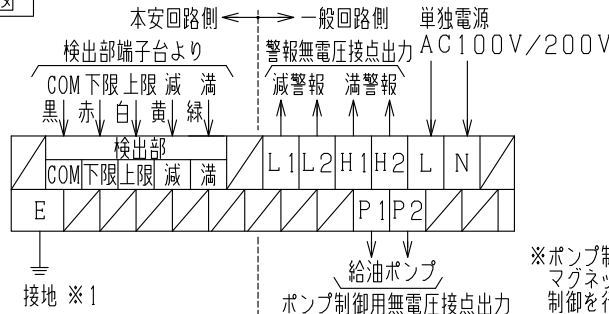 本安回路側 一般回路側 単独電源
検出部端子台より 警報無電圧接点出力 AC100V/200V
COM 下限 上限 減 満 減警報 満警報
黒 赤 白 黄 緑
検出部
COM 下限 上限 減 満 L1 L2 H1 H2 L N
E P1 P2
給油ポンプ
接地 ※1
ポンプ制御用無電圧接点出力
※ポンプ制
マグネッ
制御を行